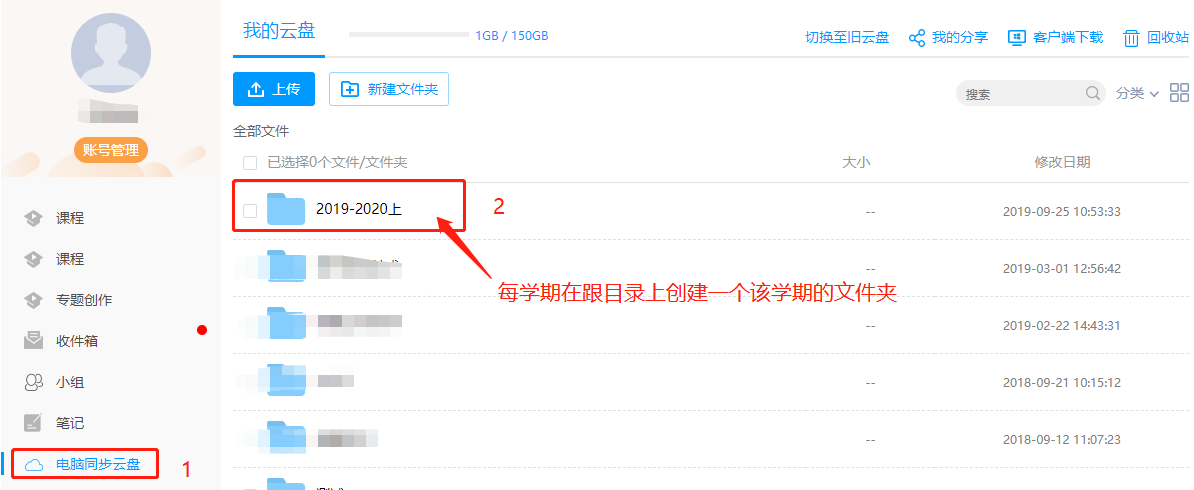 我的云盘
1GB / 150GB
切换至旧云盘
我的分享
客户端下载
回收站
上传
新建文件夹
搜索
分类
账号管理
全部文件
已选择0个文件/文件夹
大小
修改日期
课程
课程
专题创作
收件箱
小组
笔记
电脑同步云盘
1
2019-2020上
2
--
2019-09-25 10:53:33
--
2019-03-01 12:56:42
每学期在跟目录上创建一个该学期的文件夹
--
2019-02-22 14:43:31
--
2018-09-21 10:15:12
--
2018-09-12 11:07:23